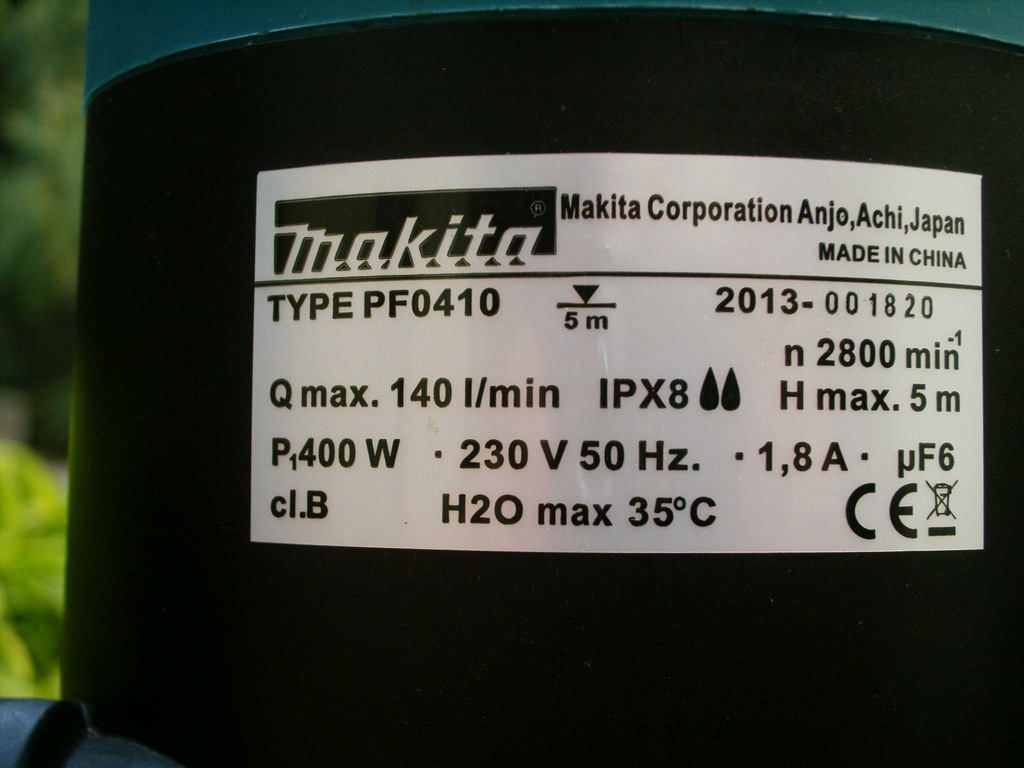 makita® Makita Corporation Anjo,Achi,Japan
MADE IN CHINA
TYPE PF0410 5 m 2013-001820
n 2800 min-1
Q max. 140 l/min IPX8 H max. 5 m
P1400 W · 230 V 50 Hz. · 1,8 A · µF6
cl.B H2O max 35ºC CE